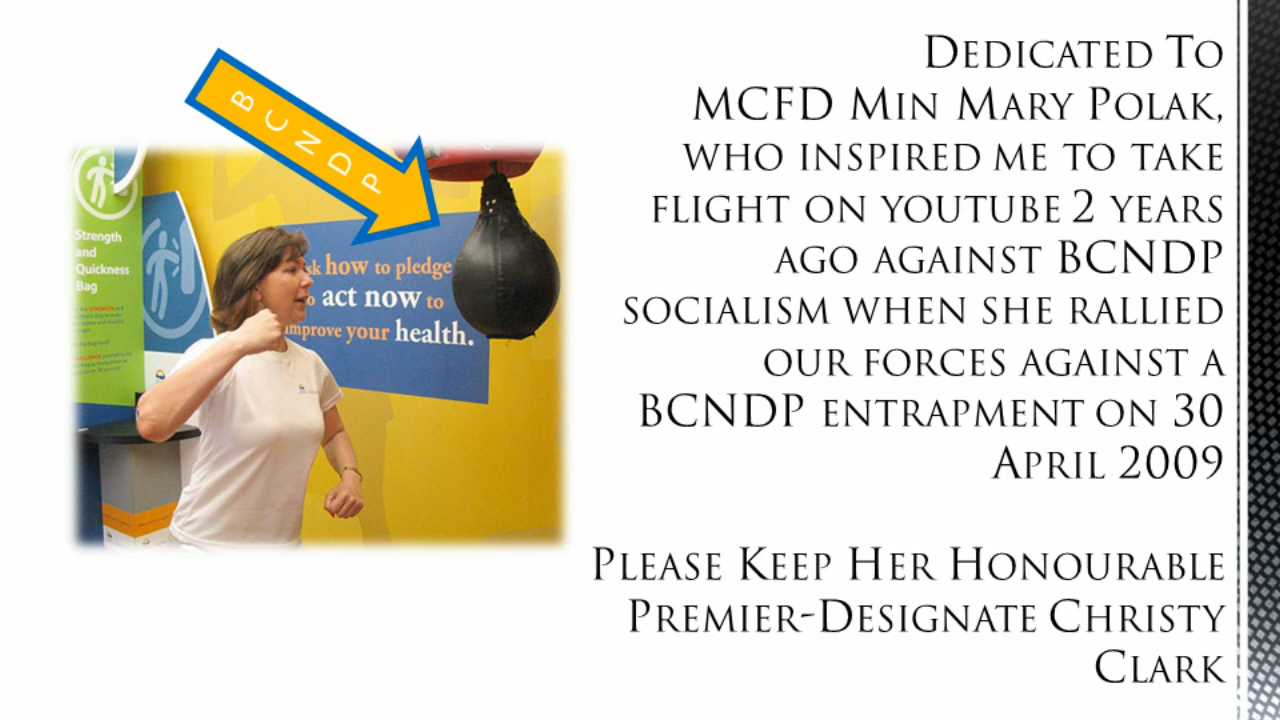 BCNDP
Strength
and
Quickness
Bag
sk how to pledge
o act now to
improve your health.
DEDICATED TO
MCFD MIN MARY POLAK,
WHO INSPIRED ME TO TAKE
FLIGHT ON YOUTUBE 2 YEARS
AGO AGAINST BCNDP
SOCIALISM WHEN SHE RALLIED
OUR FORCES AGAINST A
BCNDP ENTRAPMENT ON 30
APRIL 2009
PLEASE KEEP HER HONOURABLE
PREMIER-DESIGNATE CHRISTY
CLARK